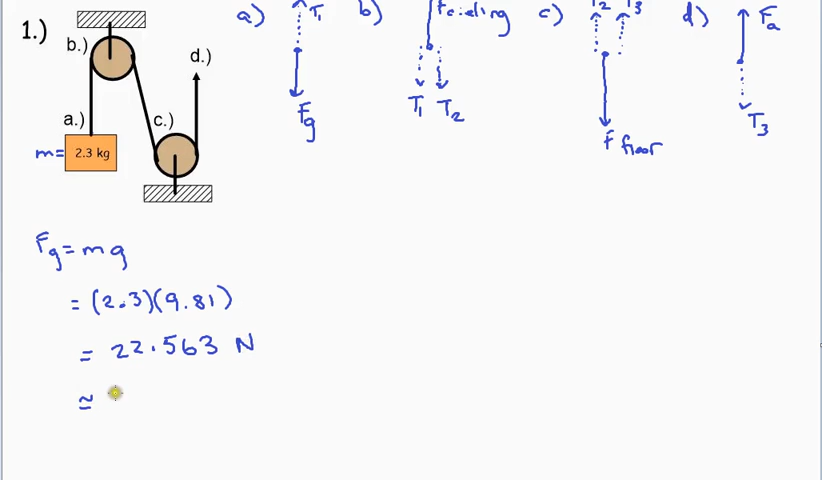 1.)
b.)
d.)
a.)
c.)
m= 2.3 kg
a) T1
Fg
b) Fceiling
T1 T2
c) T2 T3
F floor
d) Fa
T3
Fg = mg
= (2.3)(9.81)
= 22.563 N
≅